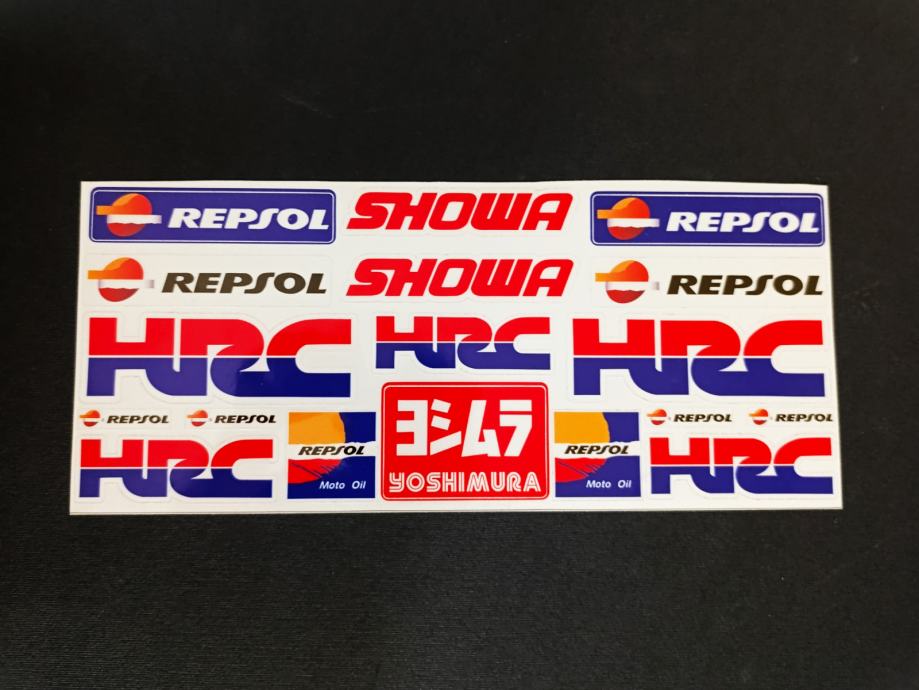 REPSOL
SHOWA
REPSOL
REPSOL
SHOWA
REPSOL
HRC
HRC
HRC
REPSOL
REPSOL
REPSOL
REPSOL
HRC
REPSOL
Moto Oil
ヨシムラ
YOSHIMURA
REPSOL
Moto Oil
HRC